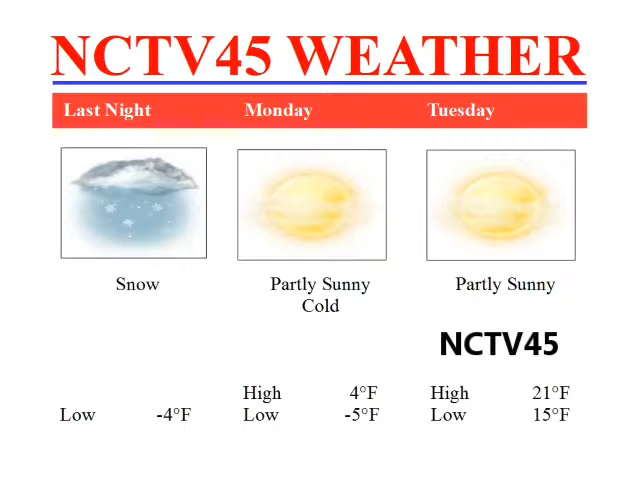 NCTV45 WEATHER
Last Night Monday Tuesday
Snow Partly Sunny Partly Sunny
Cold
NCTV45
High 4°F High 21°F
Low -4°F Low -5°F Low 15°F